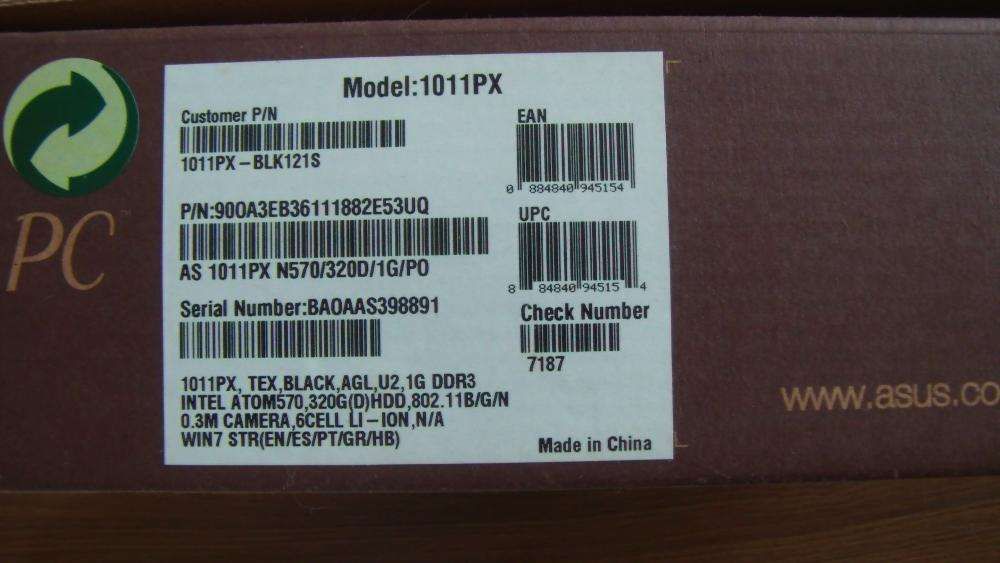 Model:1011PX
Customer P/N
1011PX-BLK121S
P/N:90OA3EB36111882E53UQ
AS 1011PX N570/320D/1G/PO
Serial Number:BAOAAS398891
EAN
0 884840 945154
UPC
8 84840 94515 4
Check Number
7187
1011PX, TEX,BLACK,AGL,U2,1G DDR3
INTEL ATOM570,320G(D)HDD,802.11B/G/N
0.3M CAMERA,6CELL LI-ION,N/A
WIN7 STR(EN/ES/PT/GR/HB)
Made in China
PC
www.asus.co